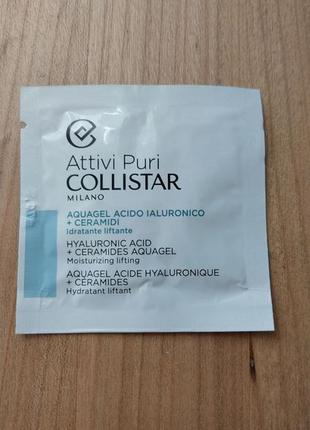 Attivi Puri
COLLISTAR
MILANO
AQUAGEL ACIDO IALURONICO
+ CERAMIDI
Idratante liftante
HYALURONIC ACID
+ CERAMIDES AQUAGEL
Moisturizing lifting
AQUAGEL ACIDE HYALURONIQUE
+ CÉRAMIDES
Hydratant liftant